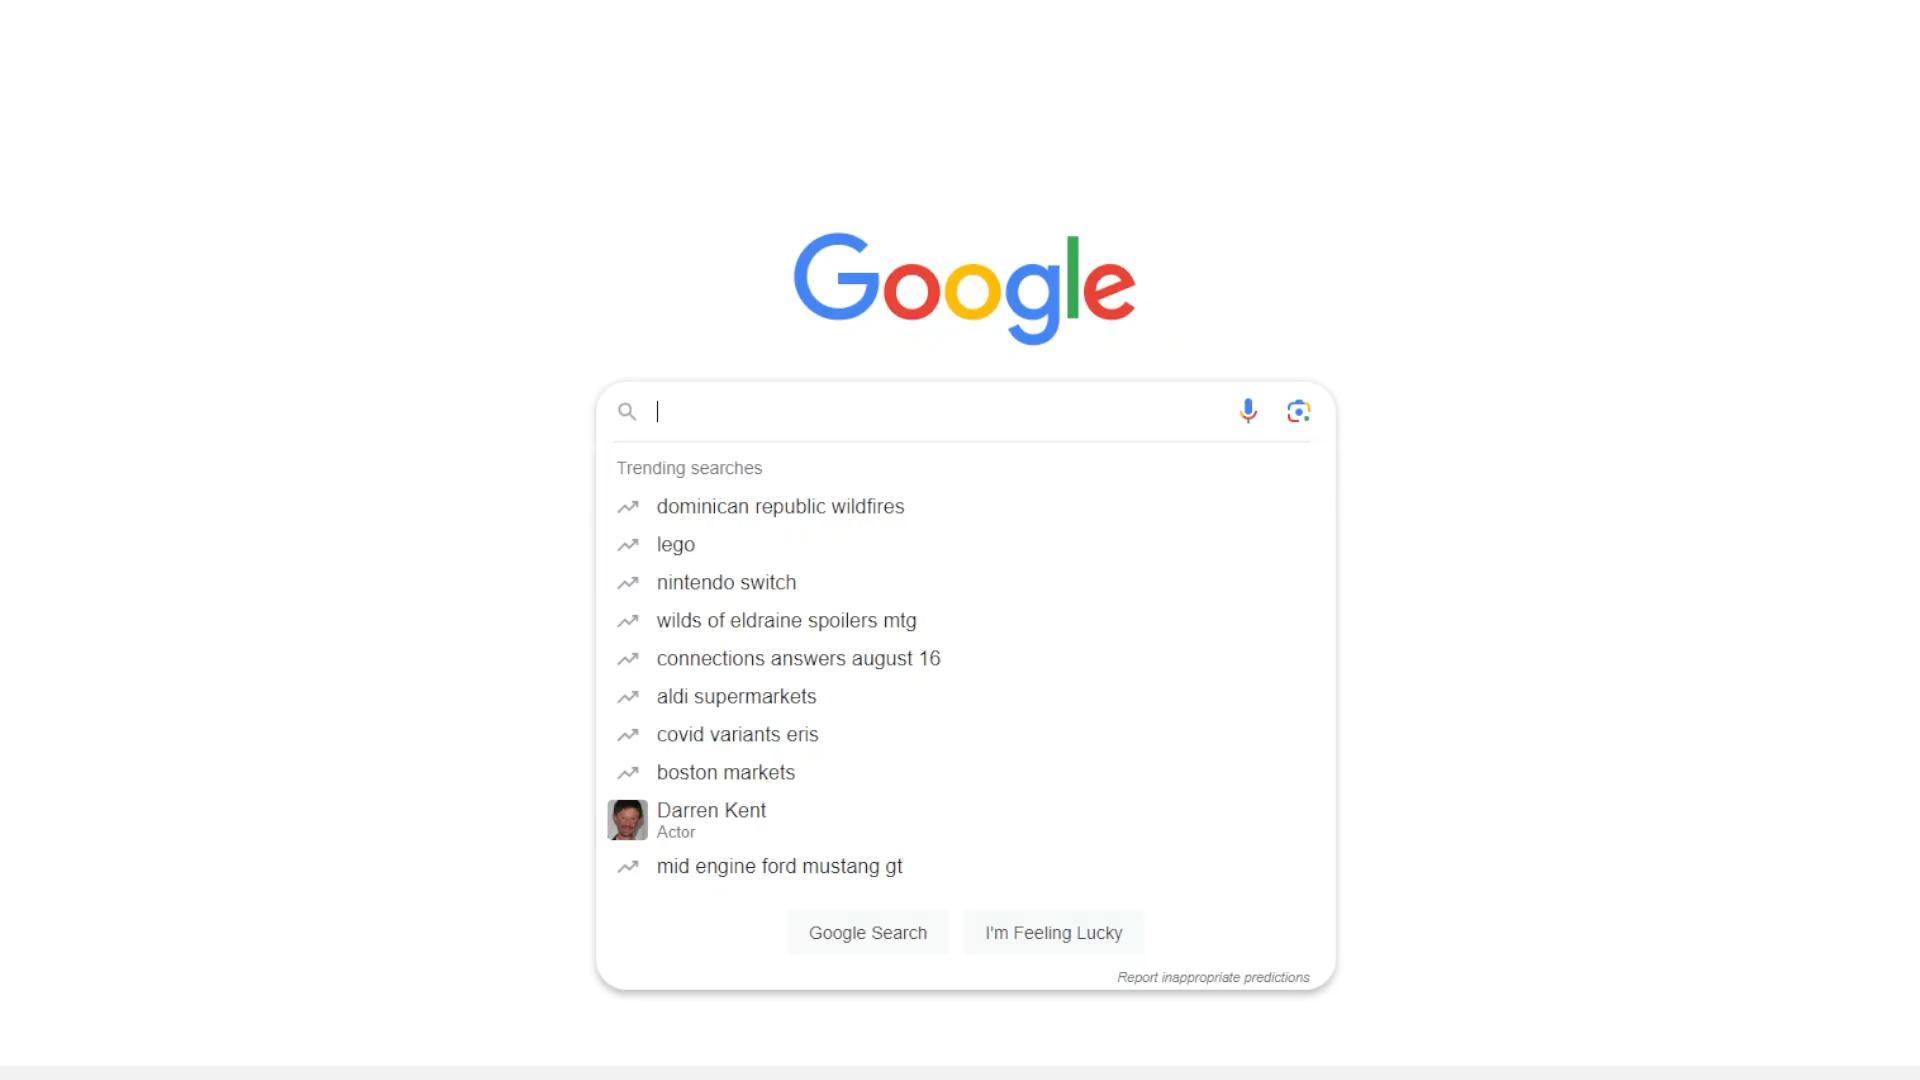 Google
Trending searches
dominican republic wildfires
lego
nintendo switch
wilds of eldraine spoilers mtg
connections answers august 16
aldi supermarkets
covid variants eris
boston markets
Darren Kent
Actor
mid engine ford mustang gt
Google Search
I'm Feeling Lucky
Report inappropriate predictions